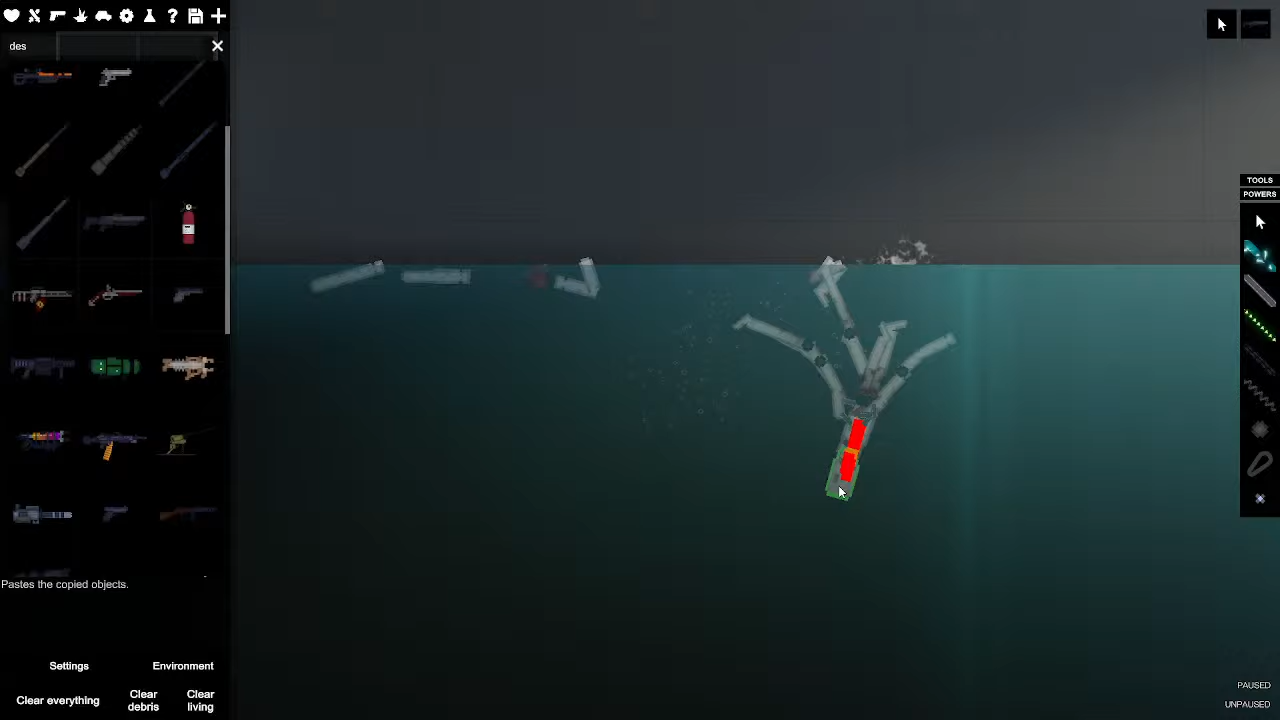 des
TOOLS
POWERS
Pastes the copied objects.
Settings
Environment
Clear everything
Clear
debris
Clear
living
PAUSED
UNPAUSED